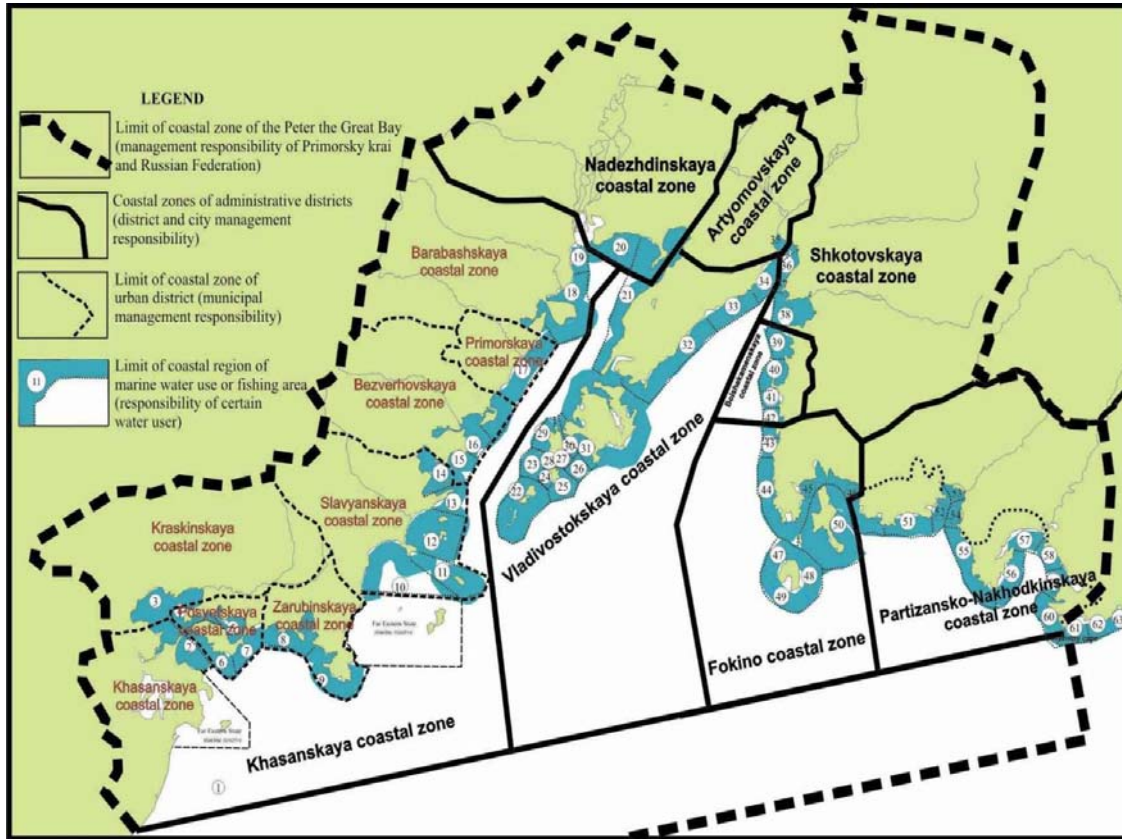 LEGEND
Limit of coastal zone of the Peter the Great Bay
(management responsibility of Primorsky krai
and Russian Federation)
Coastal zones of administrative districts
(district and city management
responsibility)
Limit of coastal zone of
urban district (municipal
management responsibility)
11
Limit of coastal region of
marine water use or fishing area
(responsibility of certain
water user)
Nadezhdinskaya
coastal zone
Artyomovskaya
coastal zone
Shkotovskaya
coastal zone
Barabashskaya
coastal zone
Primorskaya
coastal zone
Bezverhovskaya
coastal zone
Slavyanskaya
coastal zone
Kraskinskaya
coastal zone
Zarubinskaya
coastal zone
Khasanskaya
coastal zone
Khasanskaya coastal zone
Vladivostokskaya coastal zone
coastal zone
Fokino coastal zone
Partizansko-Nakhodkinskaya
coastal zone
Far Eastern State
marine reserve
Far Eastern State
marine reserve
1
3
6
7
8
9
10
11
12
13
14
15
16
17
18
19
20
21
22
23
25
26
27
28
29
30
31
32
33
34
38
39
40
41
42
43
44
47
48
49
50
51
55
56
57
58
60
61
62